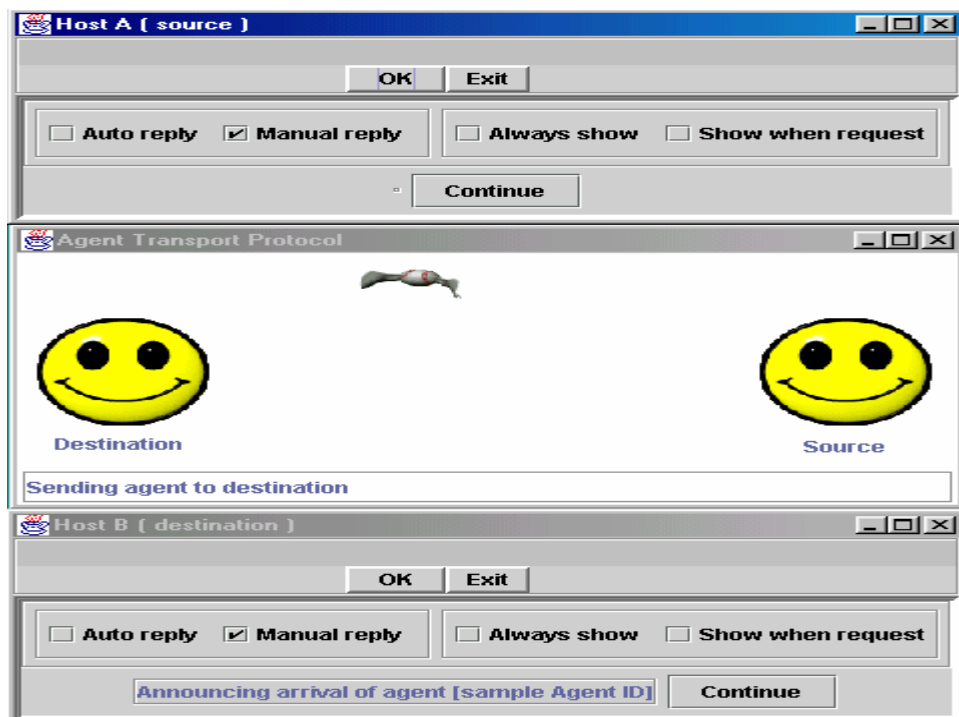 Host A ( source )
OK Exit
Auto reply Manual reply Always show Show when request
Continue
Agent Transport Protocol
Destination
Source
Sending agent to destination
Host B ( destination )
OK Exit
Auto reply Manual reply Always show Show when request
Announcing arrival of agent [sample Agent ID] Continue